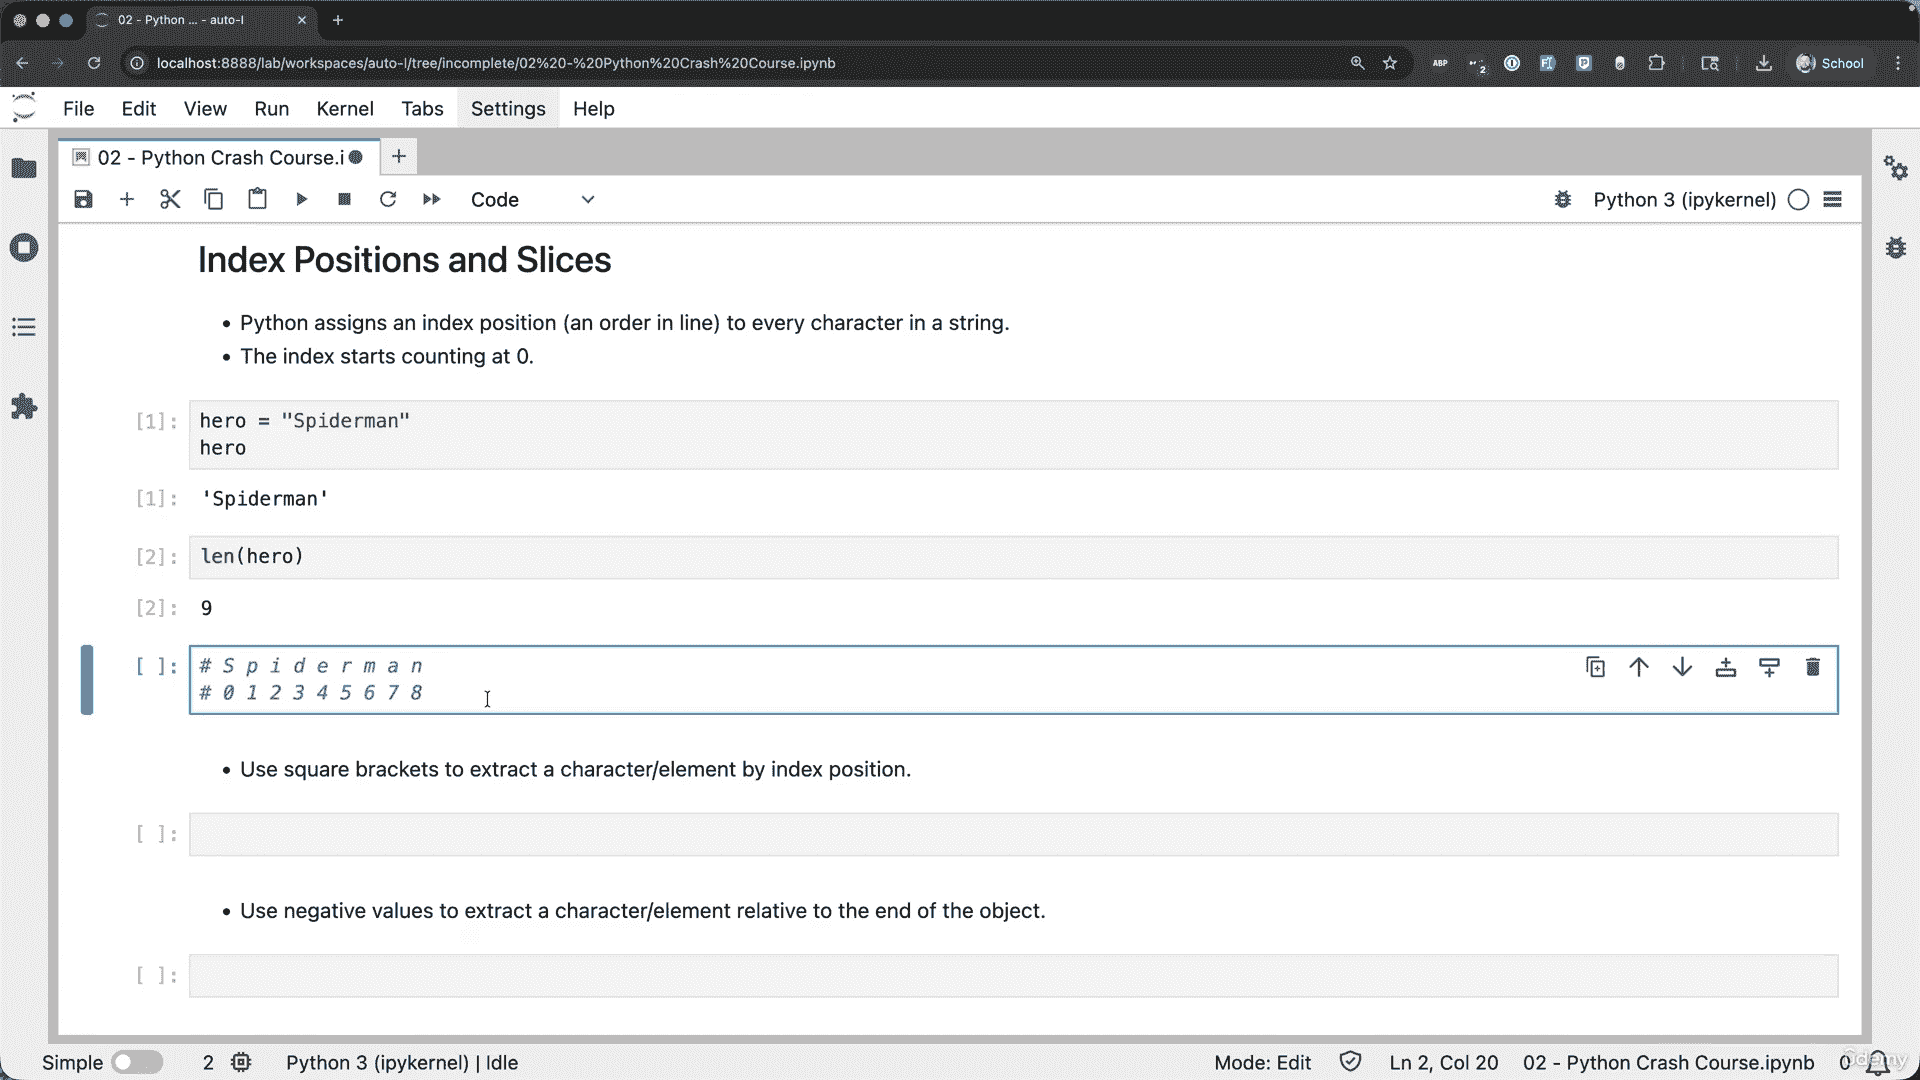 02 - Python ... - auto-l
localhost:8888/lab/workspaces/auto-l/tree/incomplete/02%20-%20Python%20Crash%20Course.ipynb
ABP
2
School
File Edit View Run Kernel Tabs Settings Help
02 - Python Crash Course.i
Code
Python 3 (ipykernel)
Index Positions and Slices
• Python assigns an index position (an order in line) to every character in a string.
• The index starts counting at 0.
[1]: hero = "Spiderman"
hero
[1]: 'Spiderman'
[2]: len(hero)
[2]: 9
[ ]: # S p i d e r m a n
# 0 1 2 3 4 5 6 7 8
• Use square brackets to extract a character/element by index position.
[ ]:
• Use negative values to extract a character/element relative to the end of the object.
[ ]:
Simple 2 Python 3 (ipykernel) | Idle Mode: Edit Ln 2, Col 20 02 - Python Crash Course.ipynb 0
Udemy